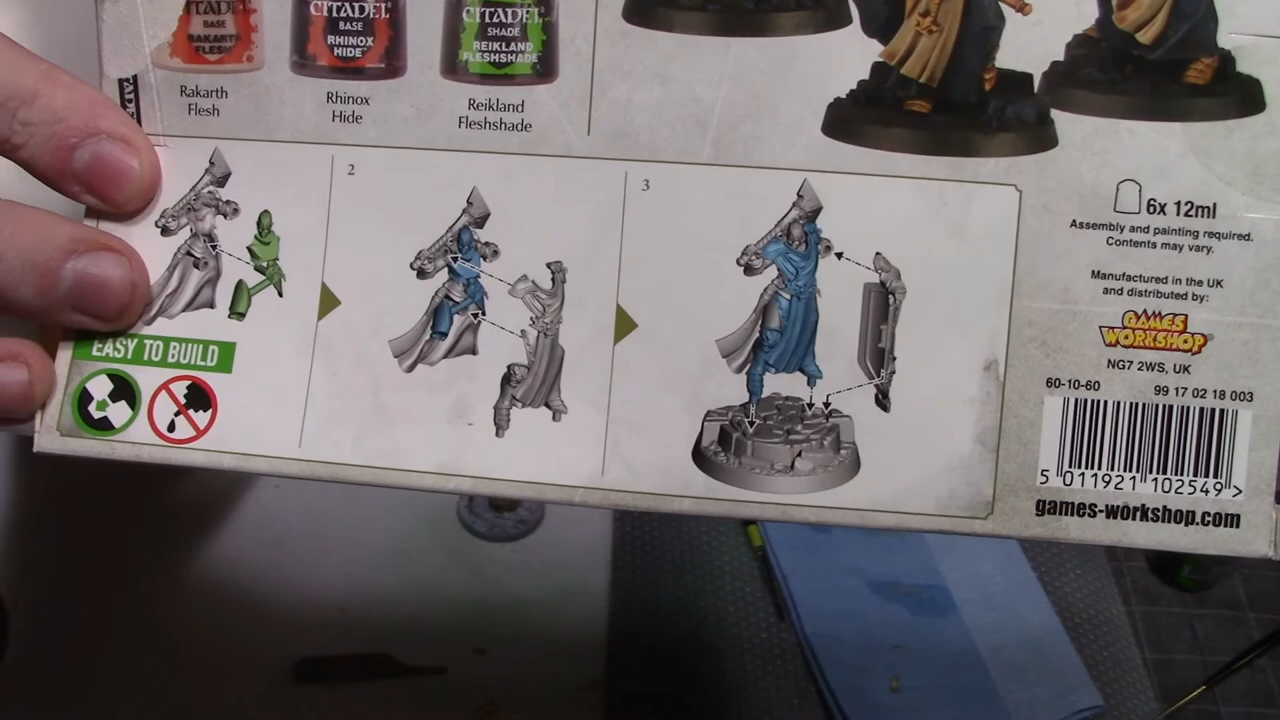 CITADEL
BASE
RAKARTH
FLESH
CITADEL
BASE
RHINOX
HIDE
CITADEL
SHADE
REIKLAND
FLESHSHADE
Rakarth
Flesh
Rhinox
Hide
Reikland
Fleshshade
2
3
EASY TO BUILD
6x 12ml
Assembly and painting required.
Contents may vary.
Manufactured in the UK
and distributed by:
GAMES
WORKSHOP
NG7 2WS, UK
60-10-60
99 17 02 18 003
5 011921 102549 >
games-workshop.com